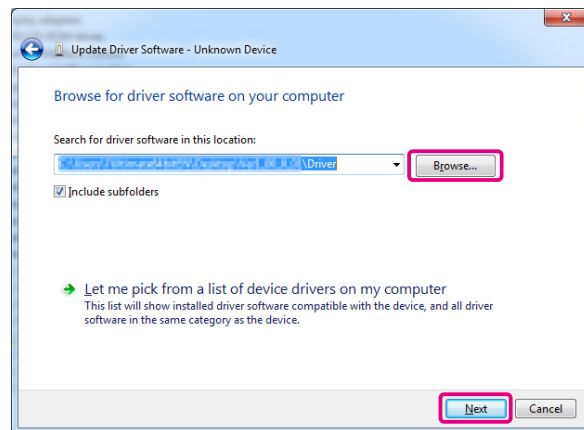 Update Driver Software - Unknown Device
Browse for driver software on your computer
Search for driver software in this location:
\Driver
Browse...
Include subfolders
Let me pick from a list of device drivers on my computer
This list will show installed driver software compatible with the device, and all driver
software in the same category as the device.
Next
Cancel